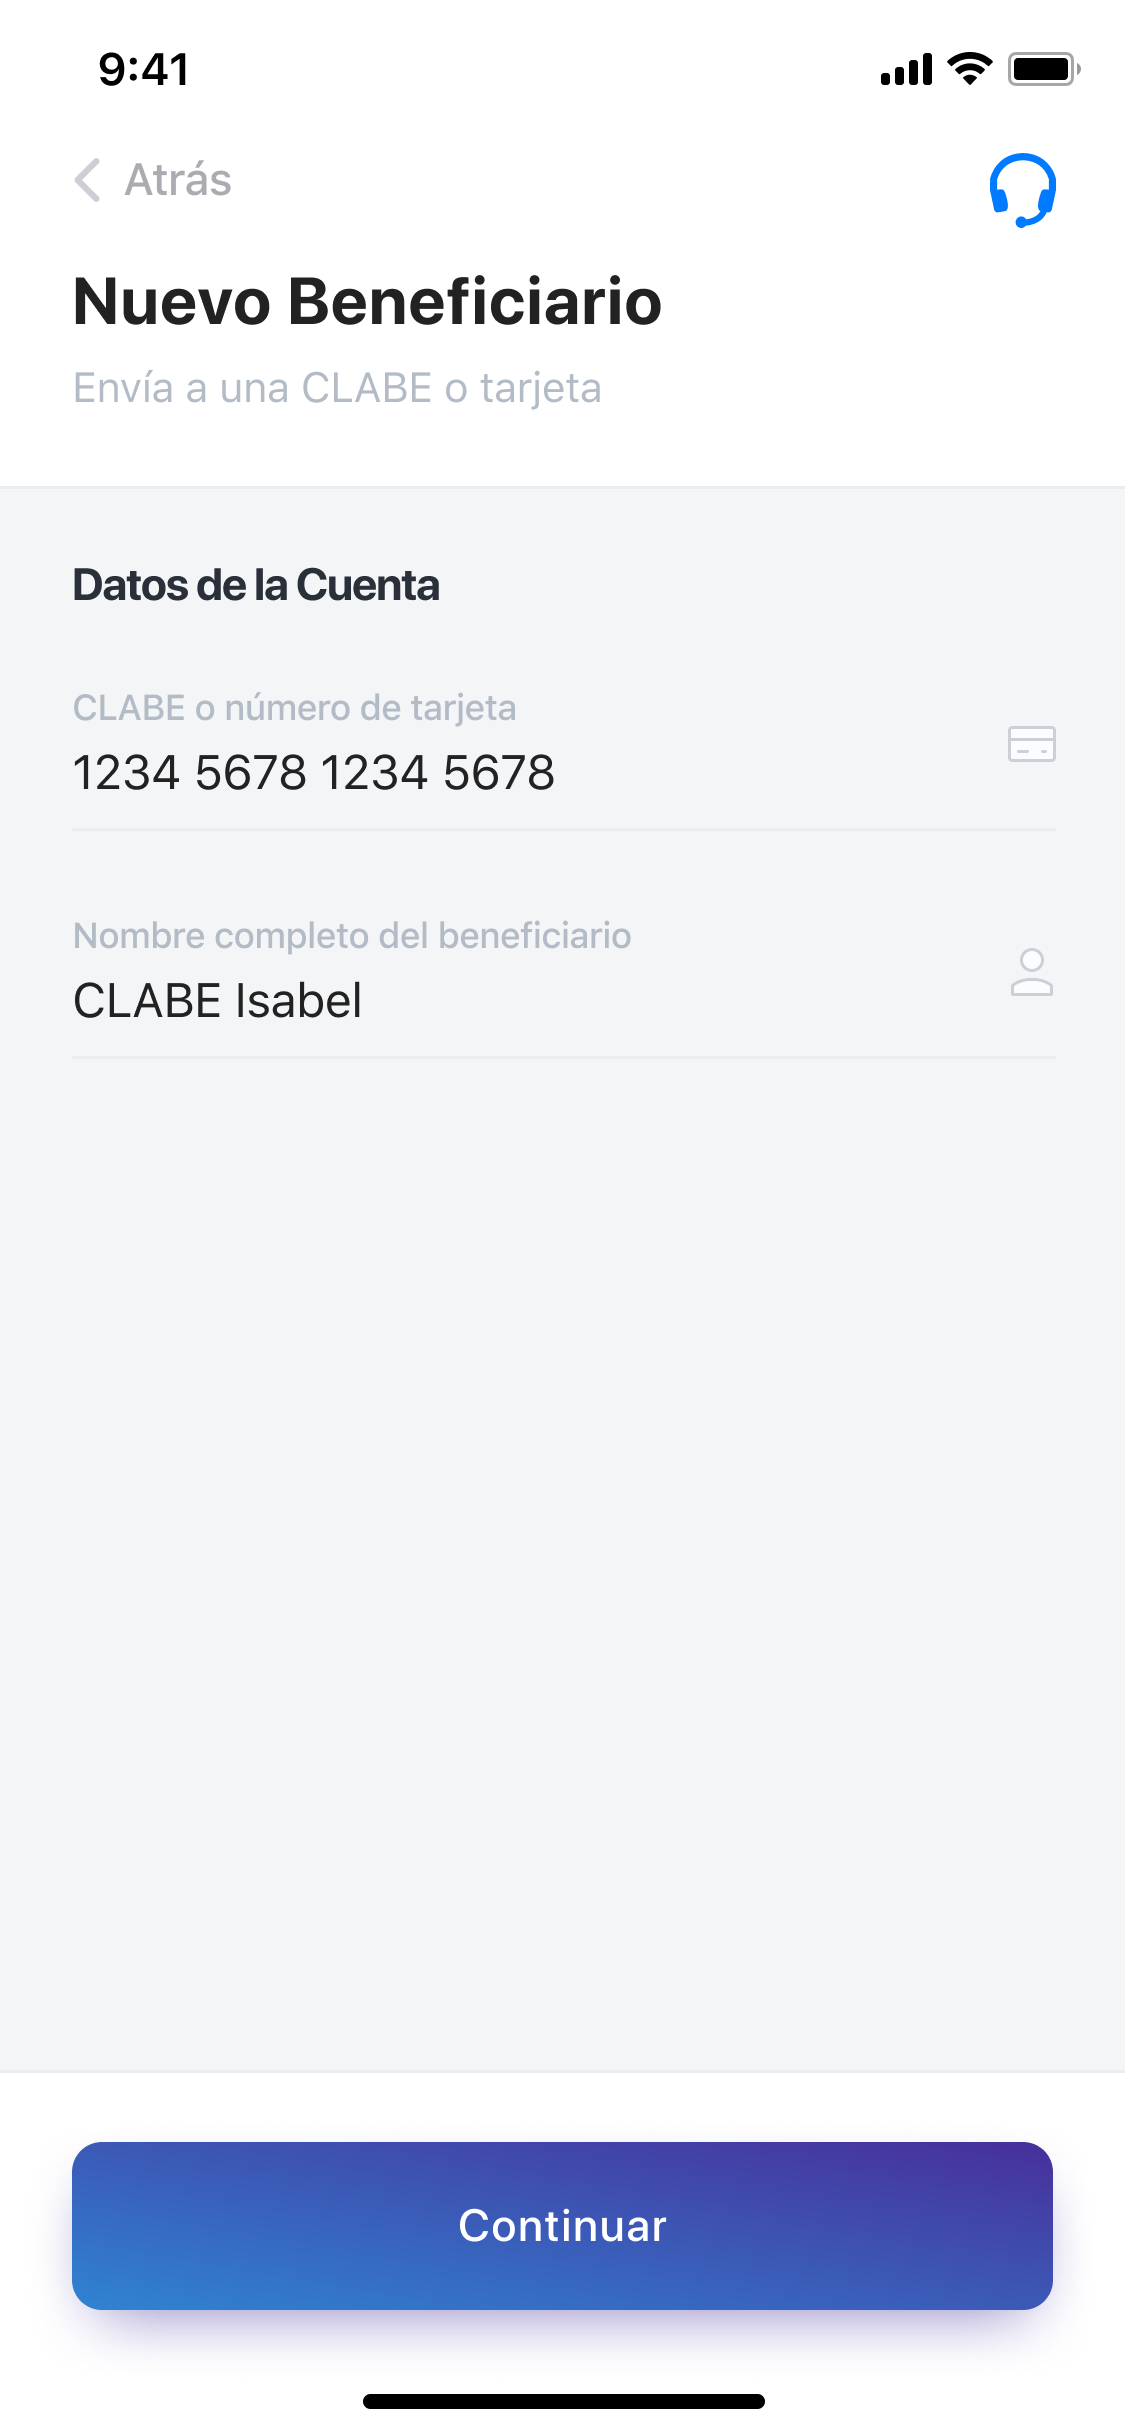 9:41
Atrás
Nuevo Beneficiario
Envía a una CLABE o tarjeta
Datos de la Cuenta
CLABE o número de tarjeta
1234 5678 1234 5678
Nombre completo del beneficiario
CLABE Isabel
Continuar